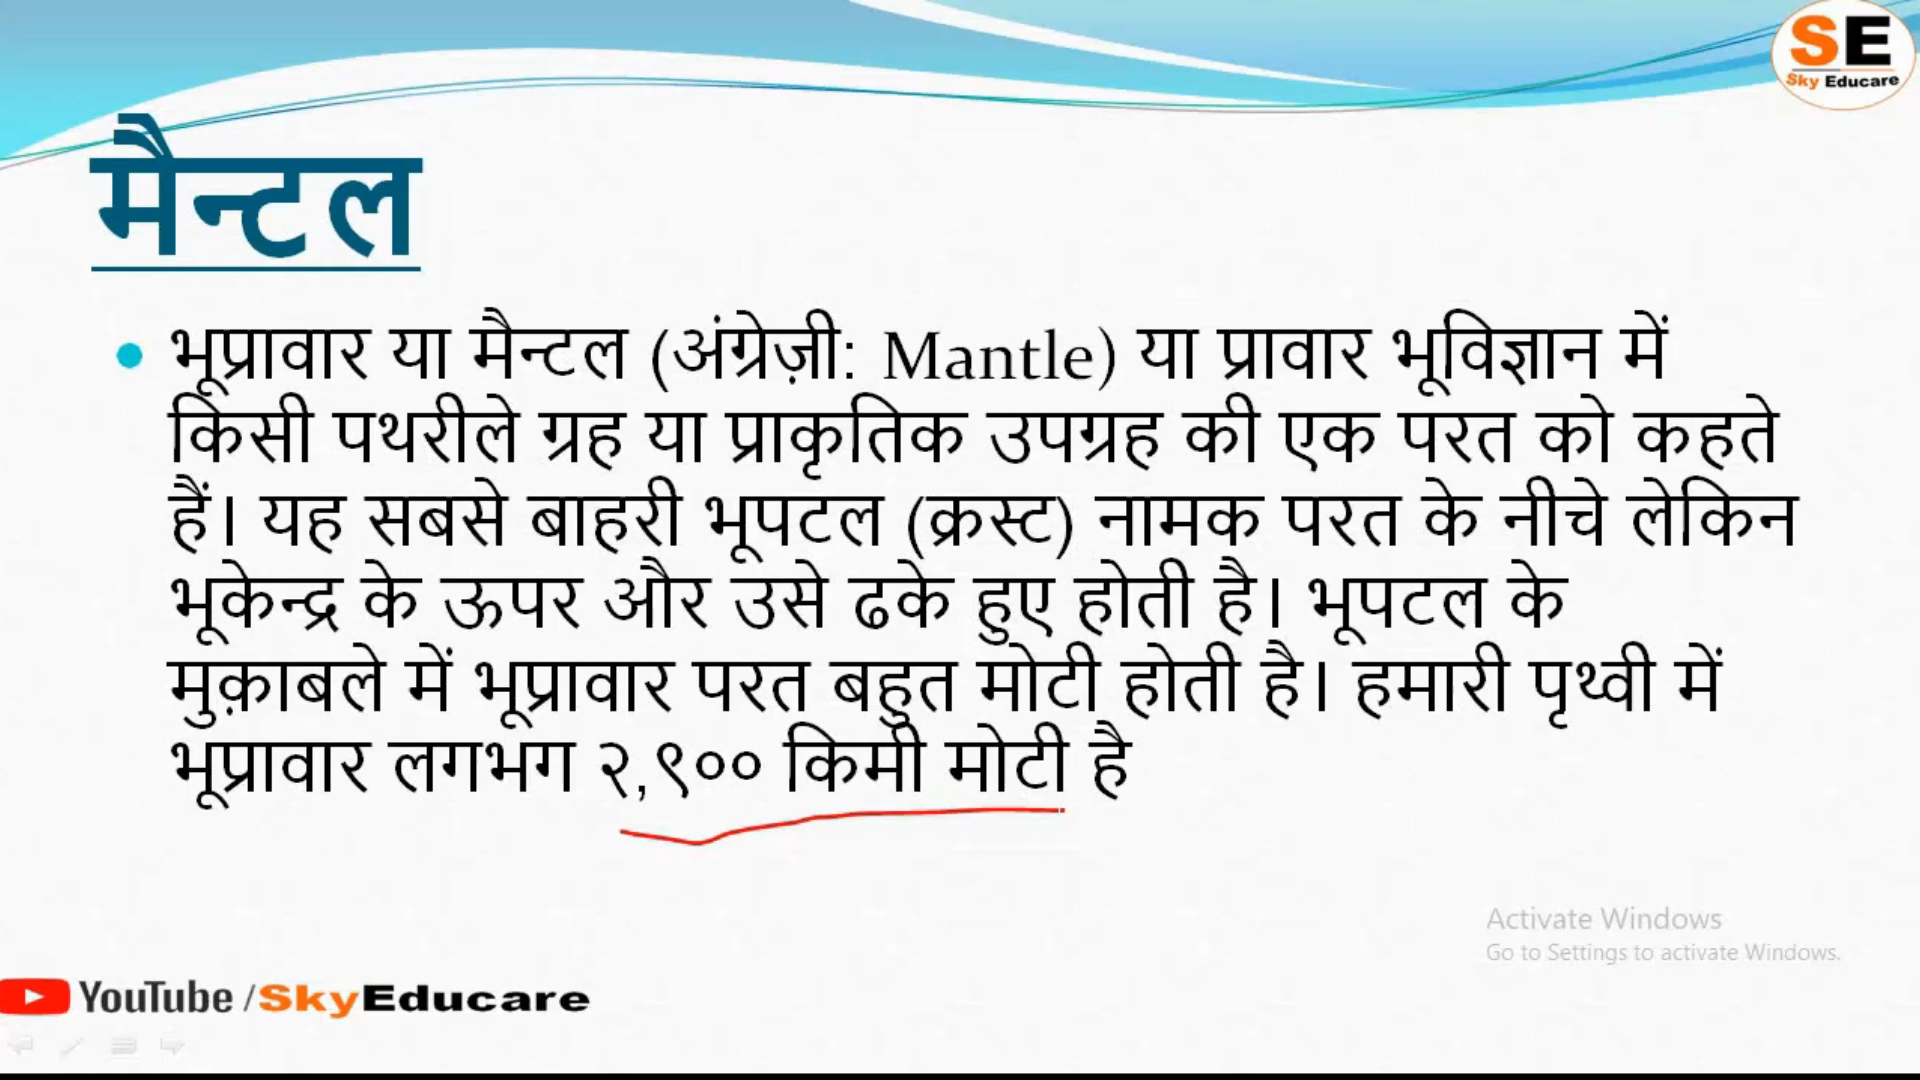 SE
Sky Educare
मैन्टल
• भूप्रावार या मैन्टल (अंग्रेज़ी: Mantle) या प्रावार भूविज्ञान में
किसी पथरीले ग्रह या प्राकृतिक उपग्रह की एक परत को कहते
हैं। यह सबसे बाहरी भूपटल (क्रस्ट) नामक परत के नीचे लेकिन
भूकेन्द्र के ऊपर और उसे ढके हुए होती है। भूपटल के
मुक़ाबले में भूप्रावार परत बहुत मोटी होती है। हमारी पृथ्वी में
भूप्रावार लगभग २,९०० किमी मोटी है
Activate Windows
Go to Settings to activate Windows.
YouTube /SkyEducare